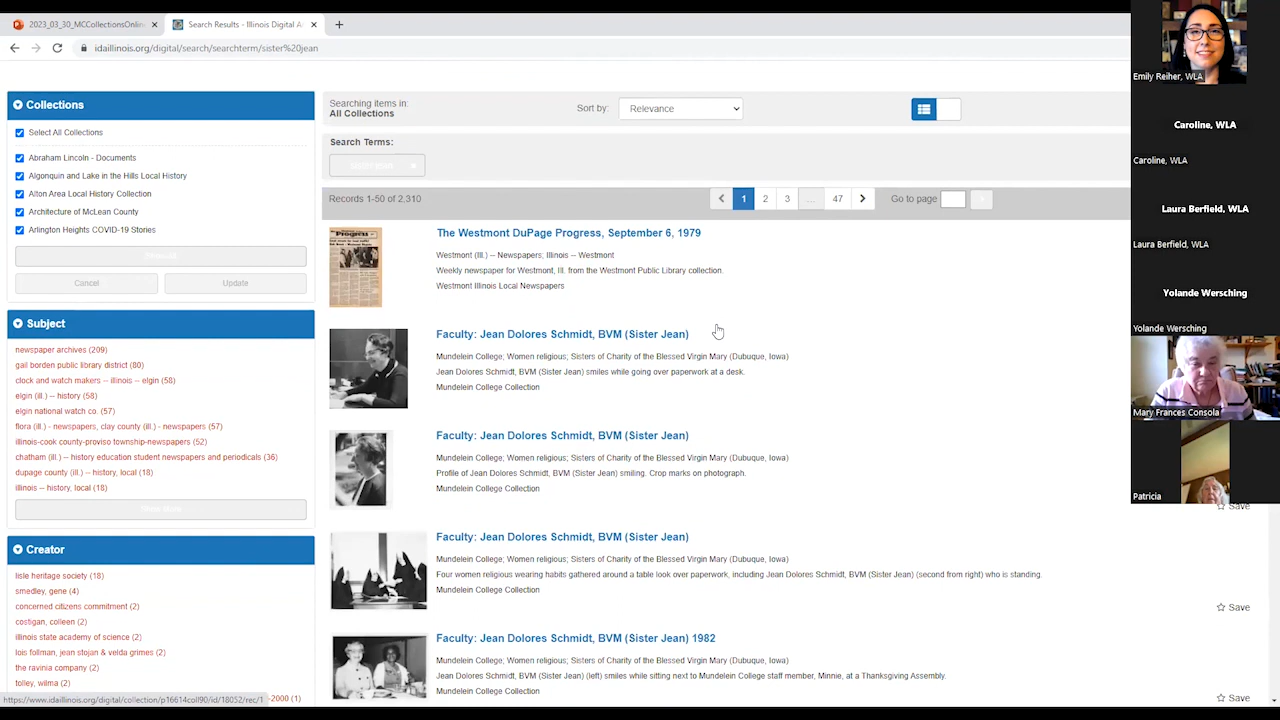 2023_03_30_MCCollectionsOnlin
Search Results - Illinois Digital Ar
idaillinois.org/digital/search/searchterm/sister%20jean
Collections
Select All Collections
Abraham Lincoln - Documents
Algonquin and Lake in the Hills Local History
Alton Area Local History Collection
Architecture of McLean County
Arlington Heights COVID-19 Stories
Cancel
Update
Subject
newspaper archives (209)
gail borden public library district (80)
clock and watch makers -- illinois -- elgin (58)
elgin (ill.) -- history (58)
elgin national watch co. (57)
flora (ill.) - newspapers, clay county (ill.) - newspapers (57)
illinois-cook county-proviso township-newspapers (52)
chatham (ill.) -- history education student newspapers and periodicals (36)
dupage county (ill.) -- history, local (18)
illinois -- history, local (18)
Show More
Creator
lisle heritage society (18)
smedley, gene (4)
concerned citizens commitment (2)
costigan, colleen (2)
illinois state academy of science (2)
lois follman, jean stojan & velda grimes (2)
the ravinia company (2)
tolley, wilma (2)
-2000 (1)
https://www.idaillinois.org/digital/collection/p16614coll90/id/18052/rec/1
Searching items in:
All Collections
Sort by:
Relevance
Search Terms:
Records 1-50 of 2,310
1 2 3 ... 47
Go to page
The Westmont DuPage Progress, September 6, 1979
Westmont (Ill.) -- Newspapers; Illinois -- Westmont
Weekly newspaper for Westmont, Ill. from the Westmont Public Library collection.
Westmont Illinois Local Newspapers
Progress
Faculty: Jean Dolores Schmidt, BVM (Sister Jean)
Mundelein College; Women religious; Sisters of Charity of the Blessed Virgin Mary (Dubuque, Iowa)
Jean Dolores Schmidt, BVM (Sister Jean) smiles while going over paperwork at a desk.
Mundelein College Collection
Faculty: Jean Dolores Schmidt, BVM (Sister Jean)
Mundelein College; Women religious; Sisters of Charity of the Blessed Virgin Mary (Dubuque, Iowa)
Profile of Jean Dolores Schmidt, BVM (Sister Jean) smiling. Crop marks on photograph.
Mundelein College Collection
Save
Faculty: Jean Dolores Schmidt, BVM (Sister Jean)
Mundelein College; Women religious; Sisters of Charity of the Blessed Virgin Mary (Dubuque, Iowa)
Four women religious wearing habits gathered around a table look over paperwork, including Jean Dolores Schmidt, BVM (Sister Jean) (second from right) who is standing.
Mundelein College Collection
Save
Faculty: Jean Dolores Schmidt, BVM (Sister Jean) 1982
Mundelein College; Women religious; Sisters of Charity of the Blessed Virgin Mary (Dubuque, Iowa)
Jean Dolores Schmidt, BVM (Sister Jean) (left) smiles while sitting next to Mundelein College staff member, Minnie, at a Thanksgiving Assembly.
Mundelein College Collection
Save
Emily Reiher, WLA
Caroline, WLA
Caroline, WLA
Laura Berfield, WLA
Laura Berfield, WLA
Yolande Wersching
Yolande Wersching
Mary Frances Consola
Patricia